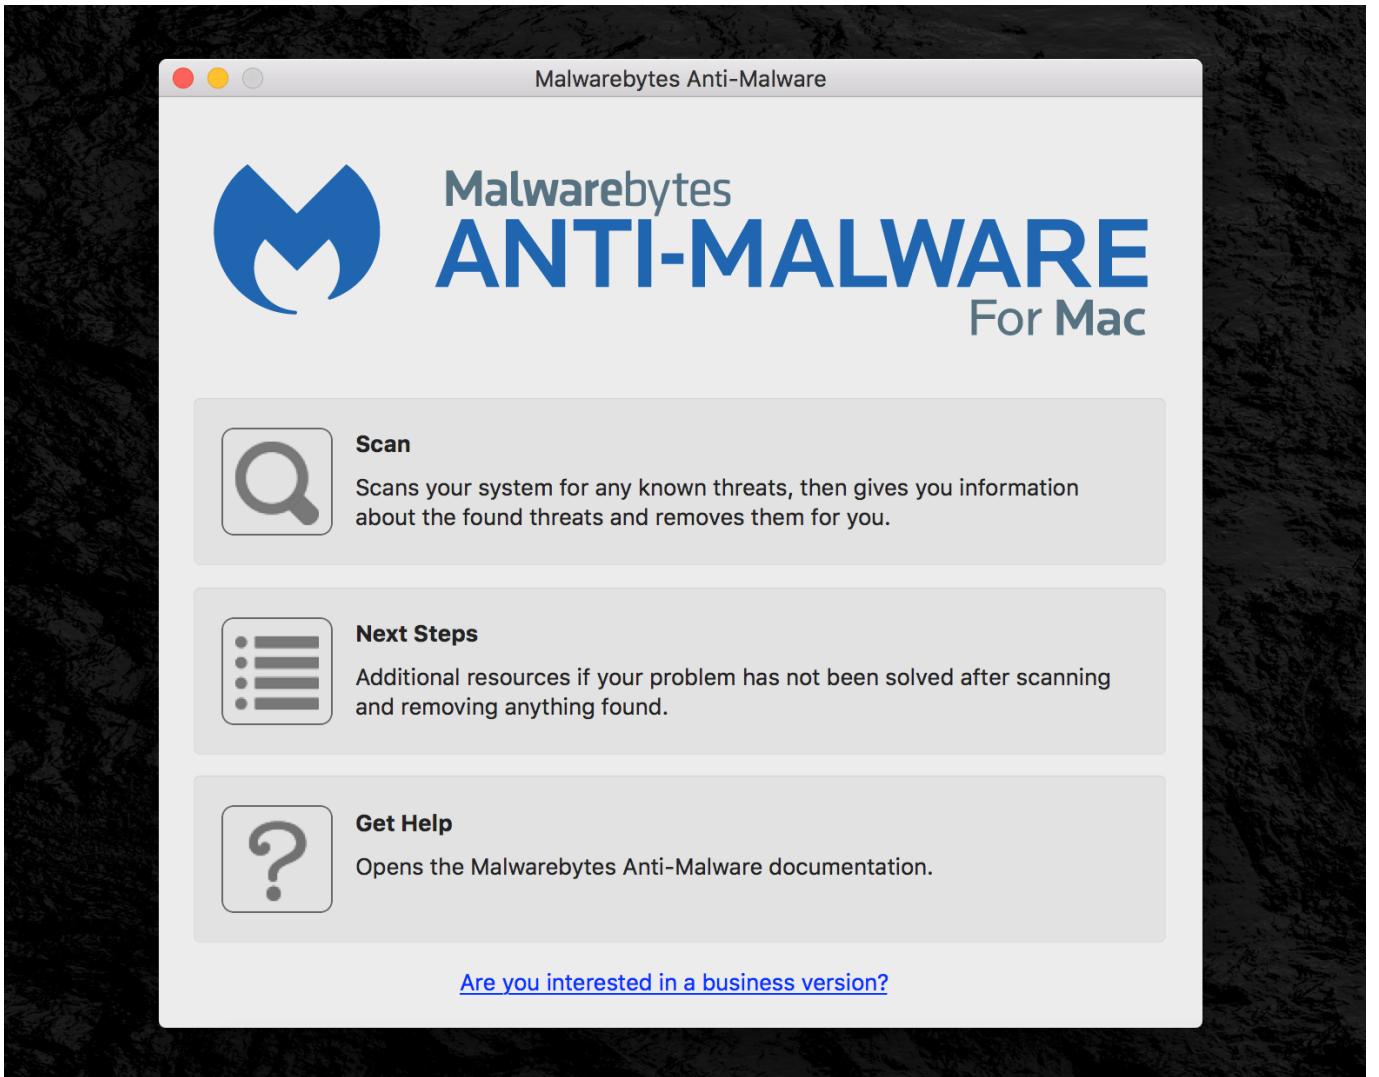 Malwarebytes Anti-Malware
Malwarebytes
ANTI-MALWARE
For Mac
Scan
Scans your system for any known threats, then gives you information
about the found threats and removes them for you.
Next Steps
Additional resources if your problem has not been solved after scanning
and removing anything found.
Get Help
Opens the Malwarebytes Anti-Malware documentation.
Are you interested in a business version?